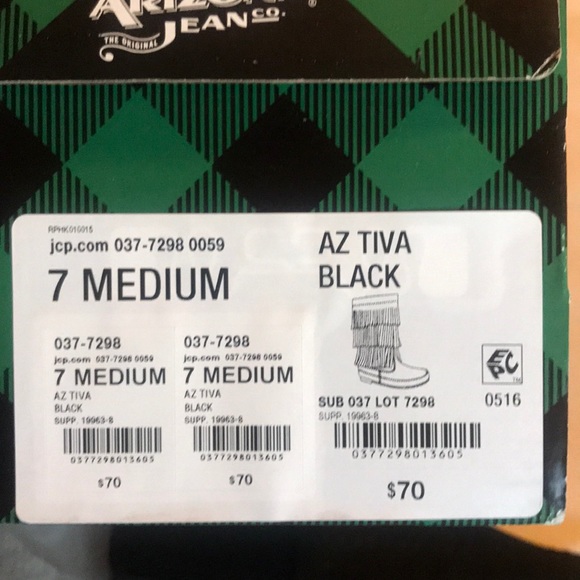 ARIZONA
THE ORIGINAL JEAN CO.
®
RPHK010015
jcp.com 037-7298 0059
7 MEDIUM
AZ TIVA
BLACK
037-7298
jcp.com 037-7298 0059
7 MEDIUM
AZ TIVA
BLACK
SUPP. 19963-8
0377298013605
$70
037-7298
jcp.com 037-7298 0059
7 MEDIUM
AZ TIVA
BLACK
SUPP. 19963-8
0377298013605
$70
SUB 037 LOT 7298
SUPP. 19963-8
0377298013605
$70
EPC™
0516